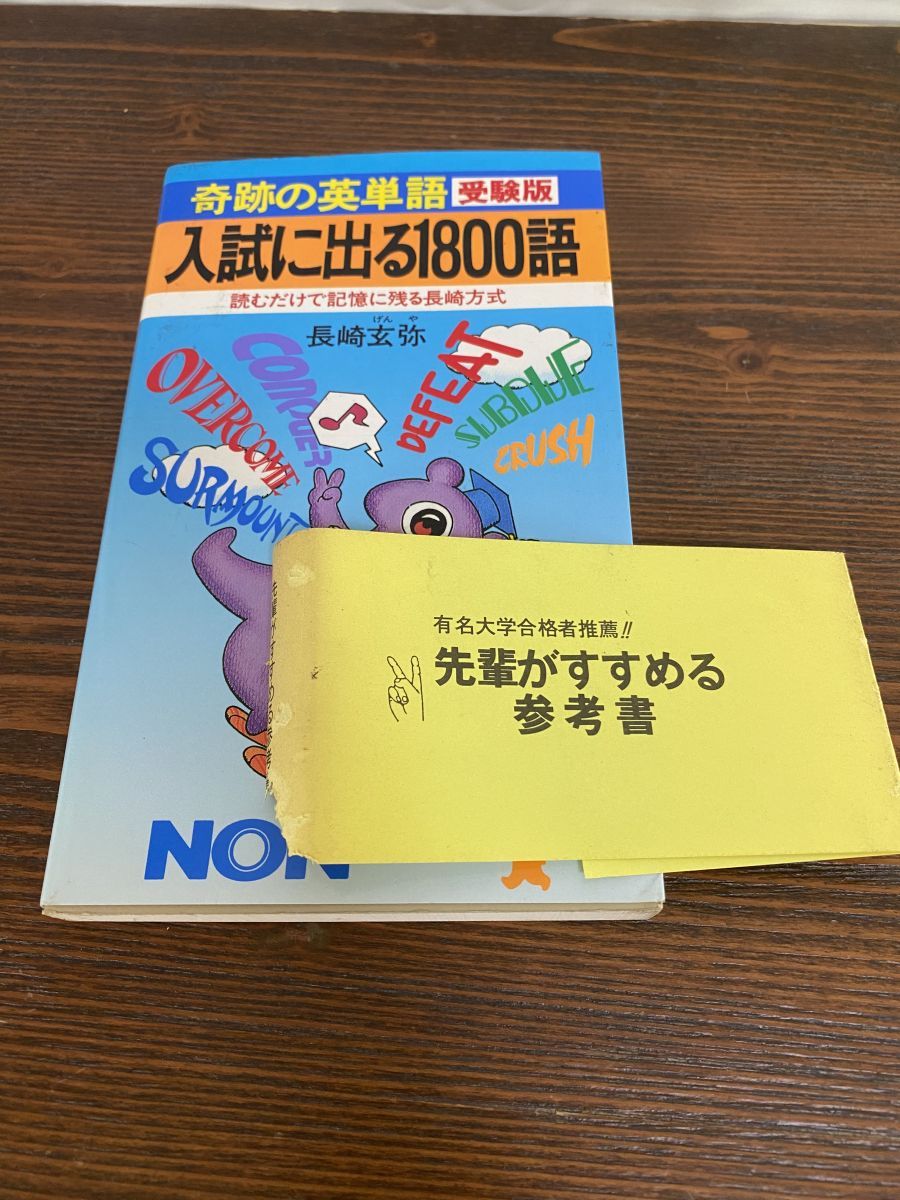 奇跡の英単語 受験版
入試に出る1800語
読むだけで記憶に残る長崎方式
げん や
長崎玄弥
OVERCOME
CONQUER
DEFEAT
SUBDUE
CRUSH
SURMOUNT
有名大学合格者推薦!!
先輩がすすめる
参考書
NON